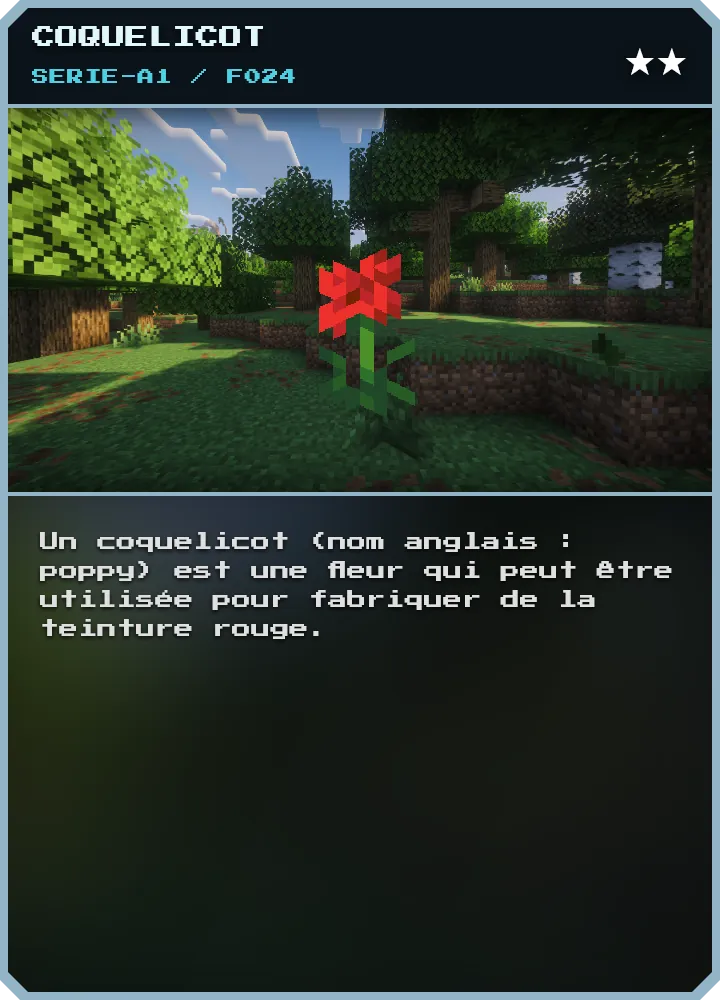 COQUELICOT
SERIE-A1 / F024
★★
Un coquelicot (nom anglais :
poppy) est une fleur qui peut être
utilisée pour fabriquer de la
teinture rouge.